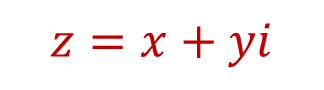 z = x + yi